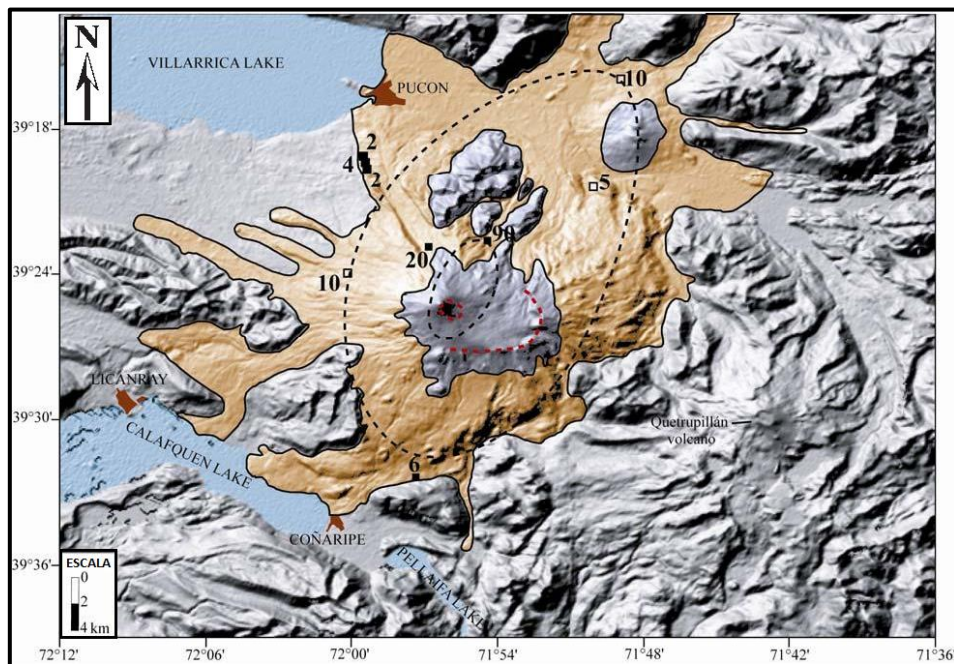 N
VILLARRICA LAKE
PUCON
10
39°18'
2
4
2
5
90
20
39°24'
10
LICANRAY
39°30'
Quetrupillán
volcano
CALAFQUEN LAKE
6
COÑARIPE
39°36'
PELLAIFA LAKE
ESCALA
0
2
4 km
72°12'
72°06'
72°00'
71°54'
71°48'
71°42'
71°36'